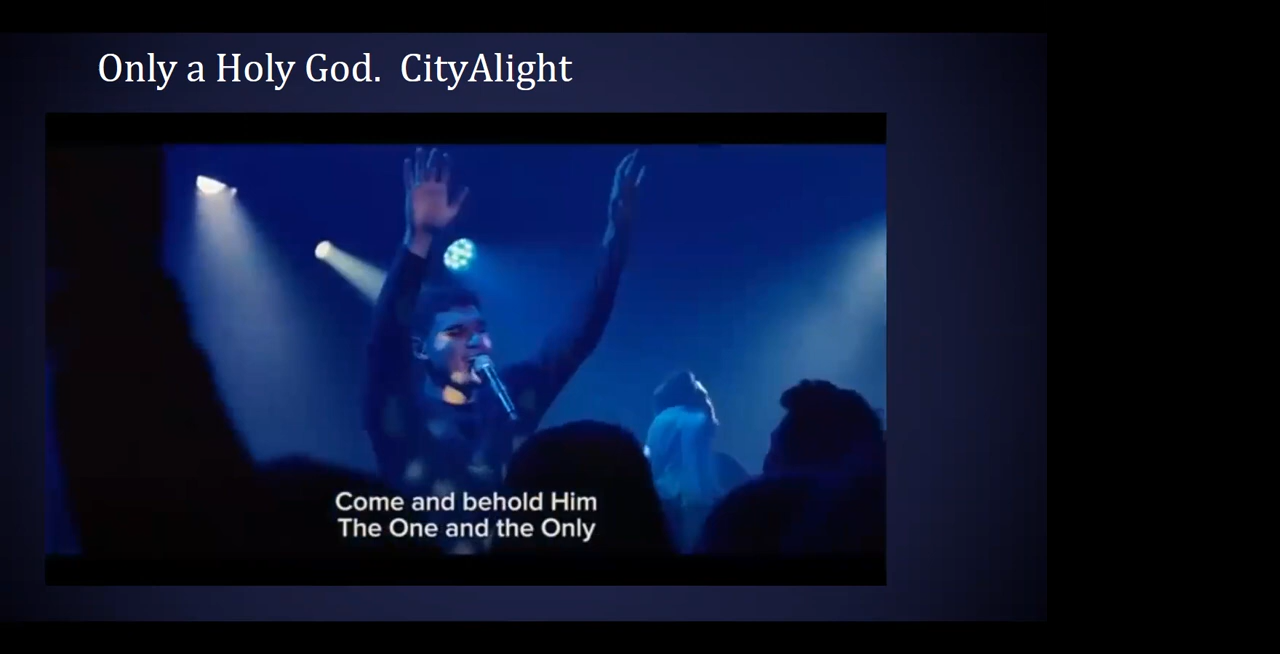 Only a Holy God.  CityAlight
Come and behold Him
The One and the Only